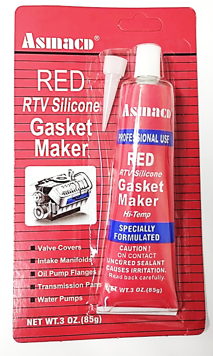 Asmaco®
RED
RTV Silicone
Gasket
Maker
• Valve Covers
• Intake Manifolds
• Oil Pump Flanges
• Transmission Pans
• Water Pumps
NET WT.3 OZ.(85g)
Asmaco
PROFESSIONAL USE
RED
RTV Silicone
Gasket
Maker
Hi-Temp
SPECIALLY
FORMULATED
CAUTION!
ON CONTACT
UNCURED SEALANT
CAUSES IRRITATION.
Read back carefully.
NET WT.3 OZ.(85g)